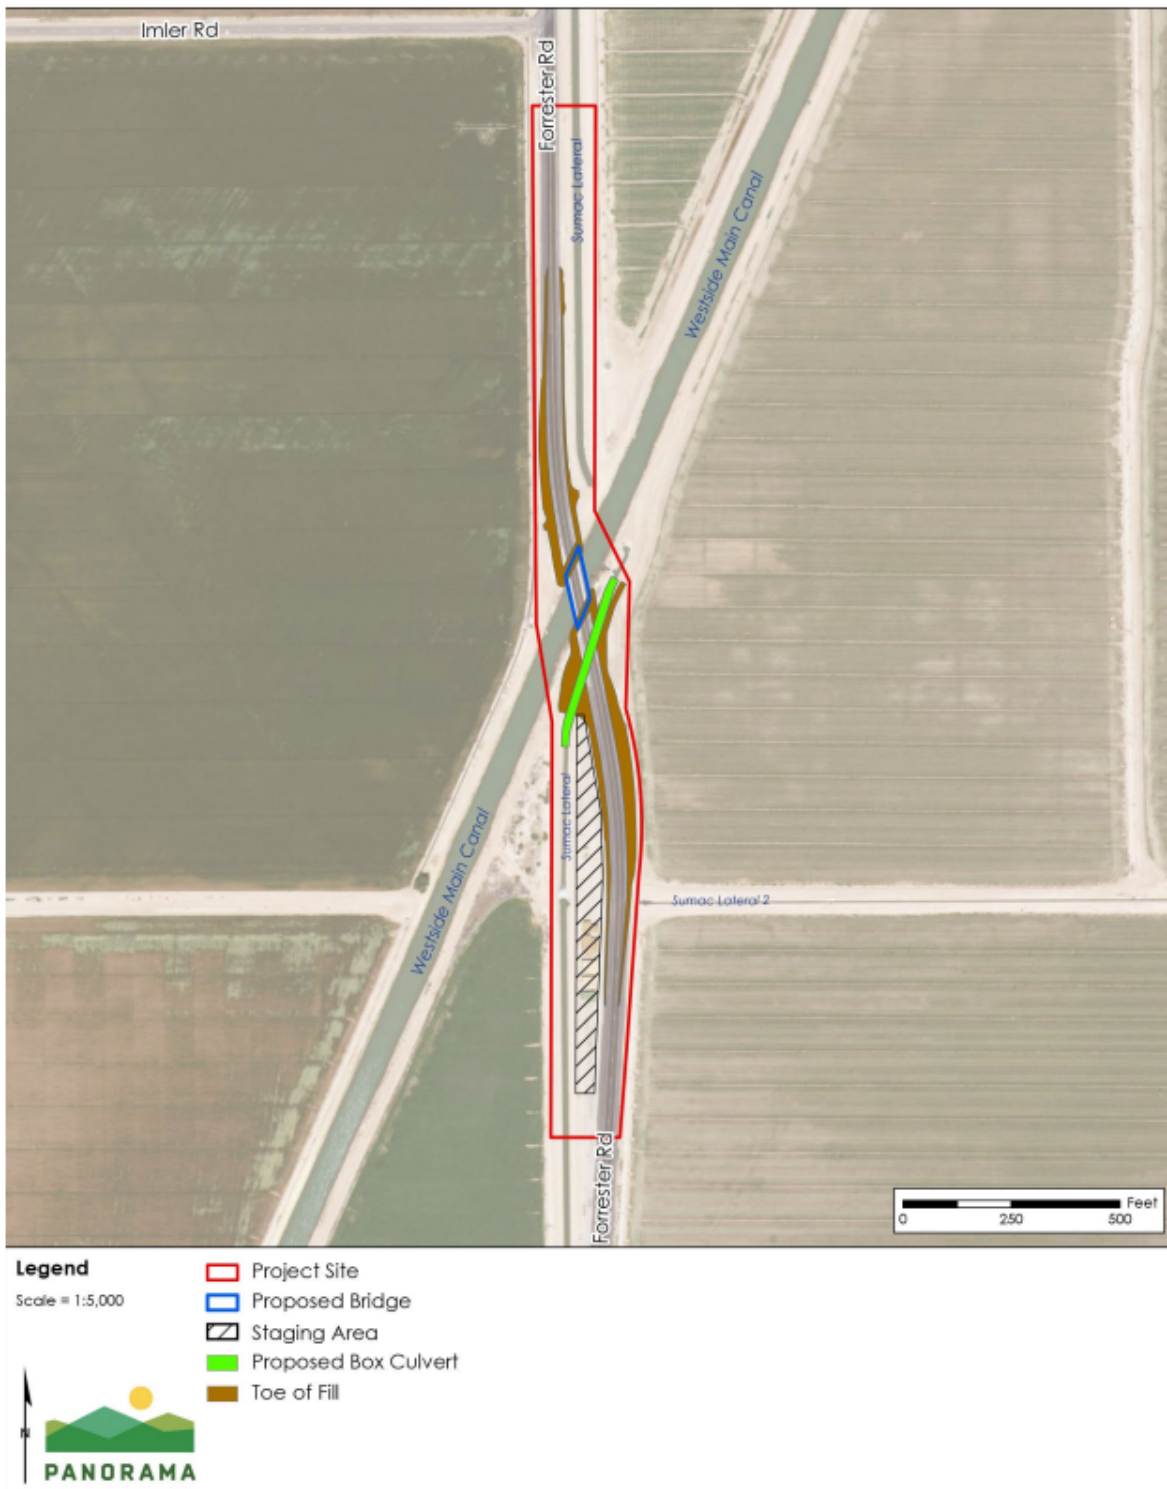 Imler Rd
Forrester Rd
Sumac Lateral
Westside Main Canal
Sumac Lateral
Westside Main Canal
Sumac Lateral 2
Forrester Rd
Feet
0 250 500
Legend
Scale = 1:5,000
Project Site
Proposed Bridge
Staging Area
Proposed Box Culvert
Toe of Fill
N
PANORAMA